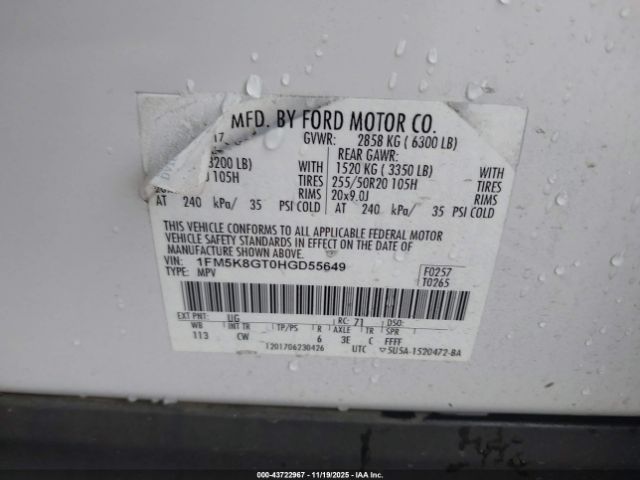 MFD. BY FORD MOTOR CO.
17 GVWR: 2858 KG ( 6300 LB)
REAR GAWR:
3200 LB) WITH 1520 KG ( 3350 LB) WITH
105H TIRES 255/50R20 105H TIRES
RIMS 20x9.0J RIMS
AT 240 kPa/ 35 PSI COLD AT 240 kPa/ 35 PSI COLD
THIS VEHICLE CONFORMS TO ALL APPLICABLE FEDERAL MOTOR
VEHICLE SAFETY STANDARDS IN EFFECT ON THE DATE OF
MANUFACTURE SHOWN ABOVE.
VIN: 1FM5K8GT0HGD55649 F0257
TYPE: MPV T0265
EXT PNT: UG RC: 71 DSO:
WB INT TR TP/PS R AXLE TR SPR
113 CW 6 3E C FFFF
T201706230426 UTC ▽5U5A-1520472-BA
00-43722967 - 11/19/2025 - IAAI, Inc.